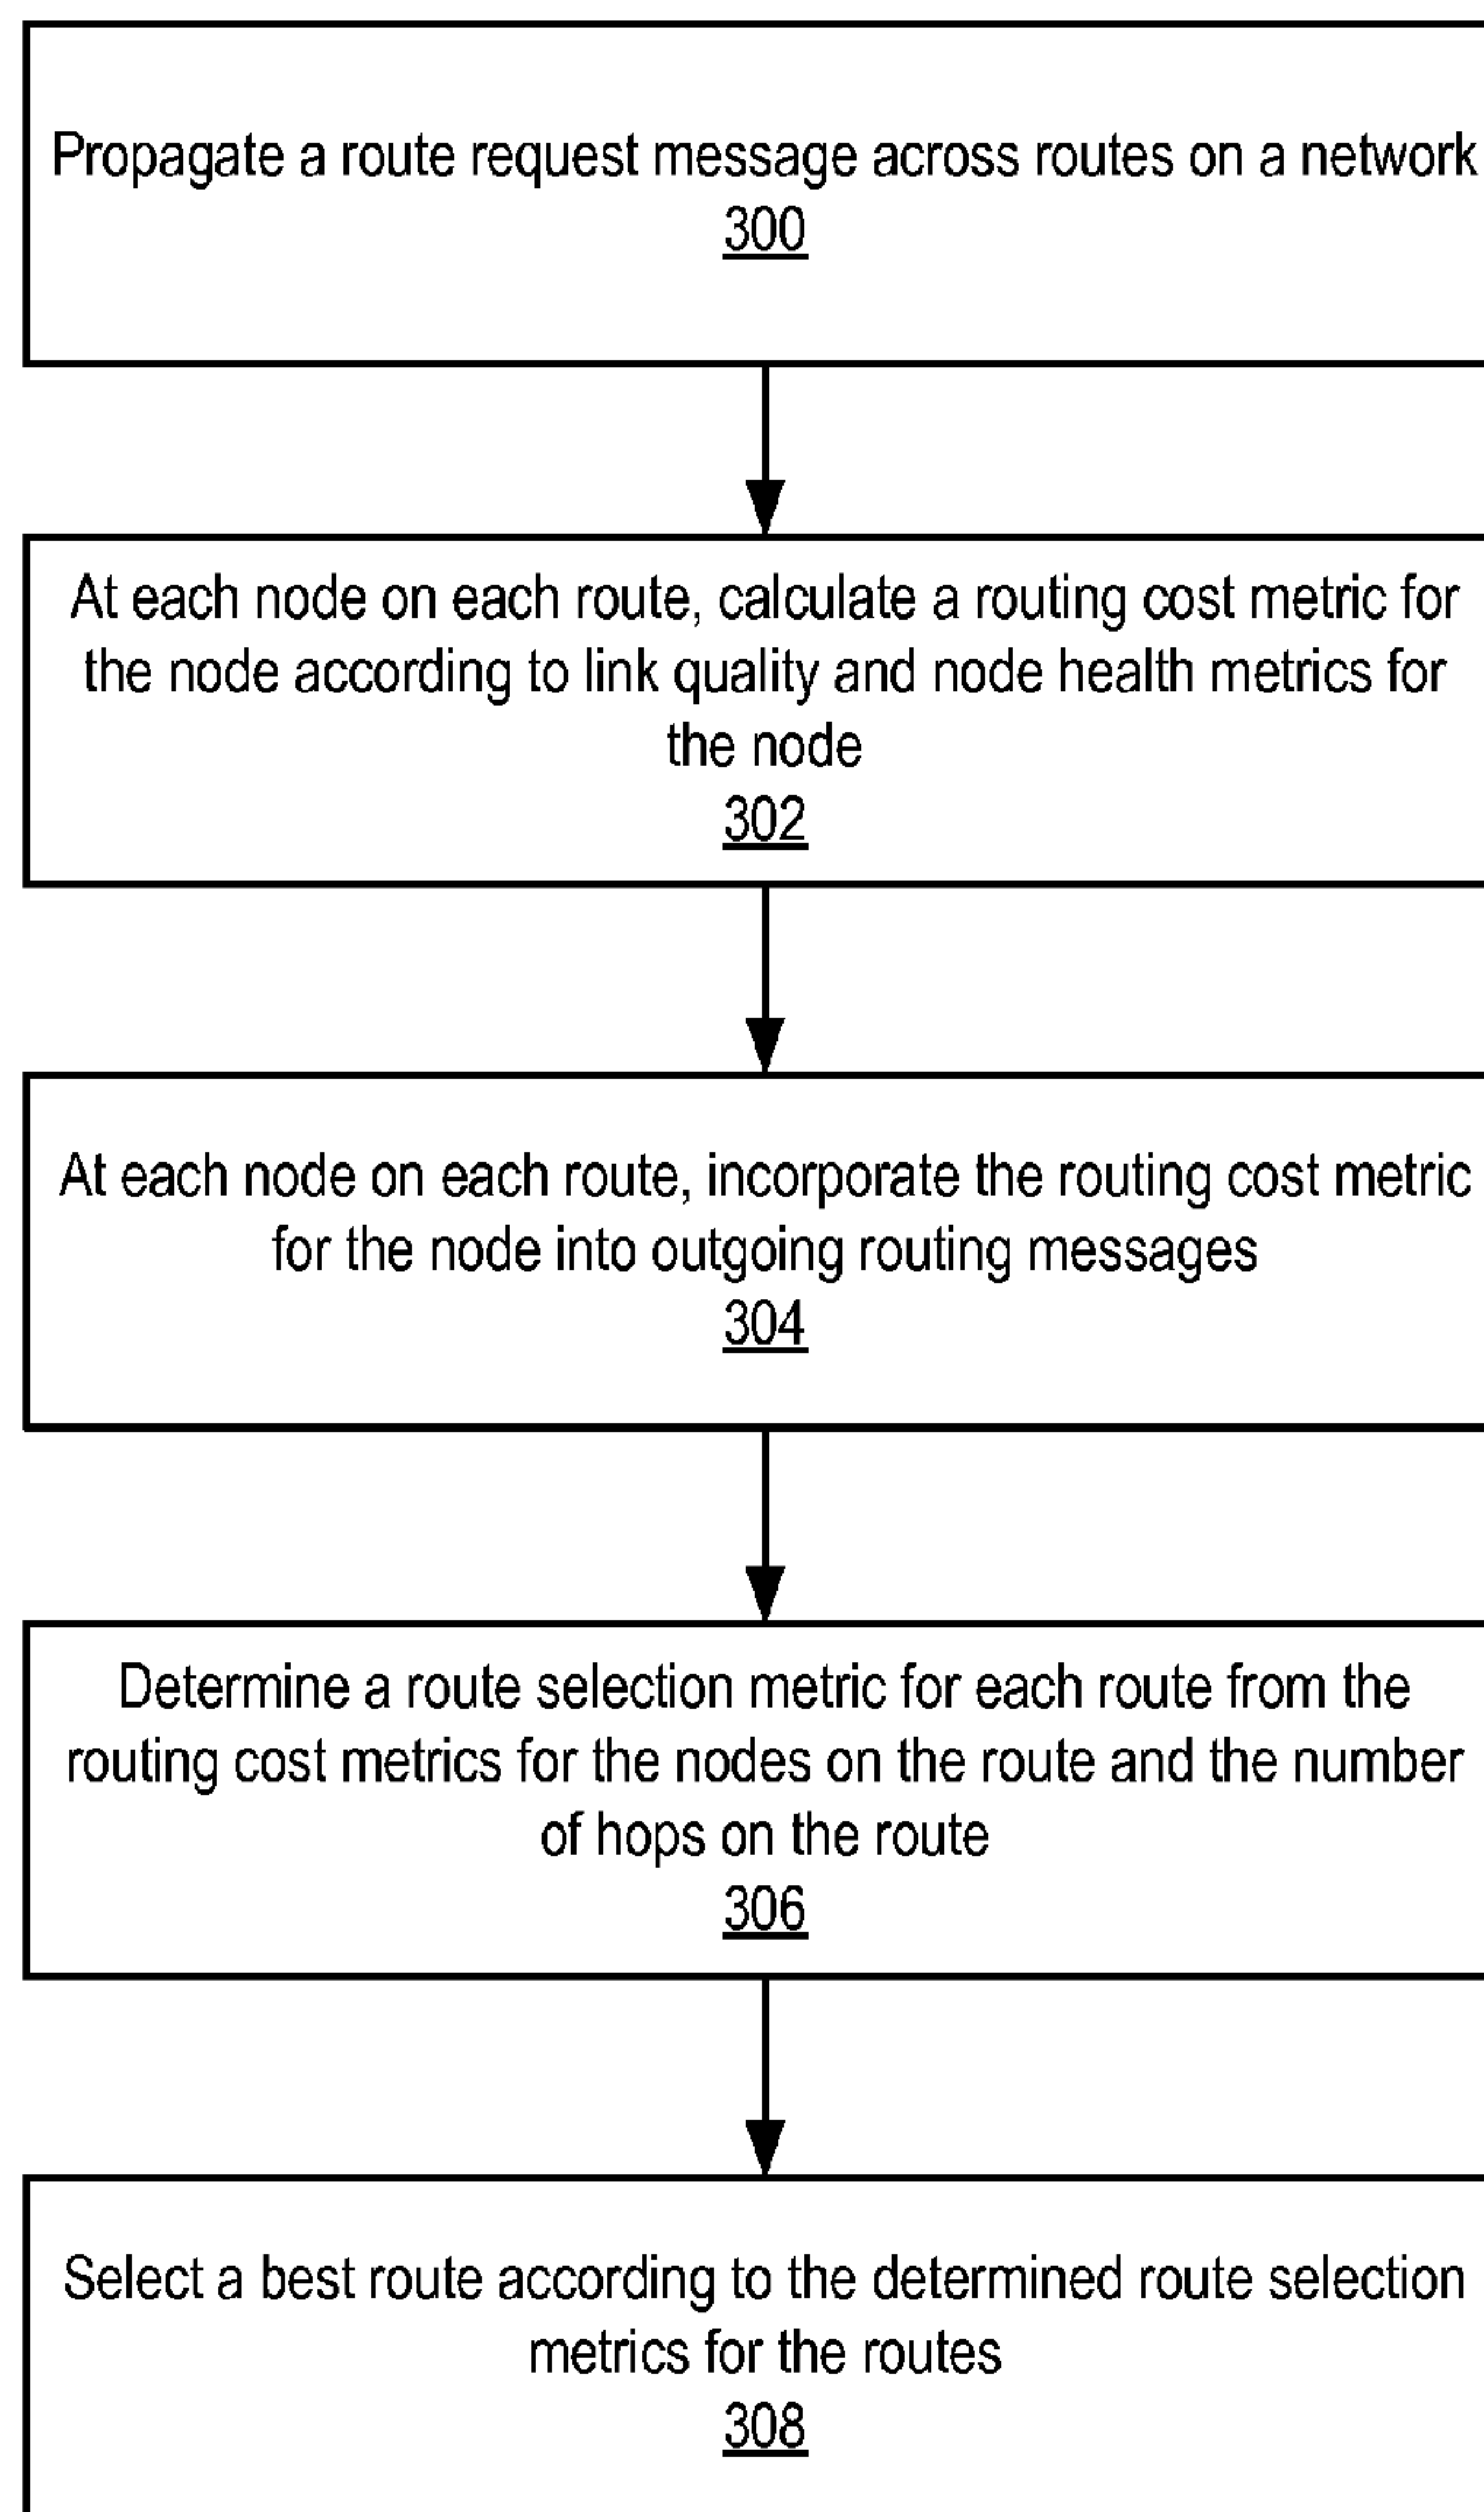 Propagate a route request message across routes on a network
300
At each node on each route, calculate a routing cost metric for
the node according to link quality and node health metrics for
the node
302
At each node on each route, incorporate the routing cost metric
for the node into outgoing routing messages
304
Determine a route selection metric for each route from the
routing cost metrics for the nodes on the route and the number
of hops on the route
306
Select a best route according to the determined route selection
metrics for the routes
308